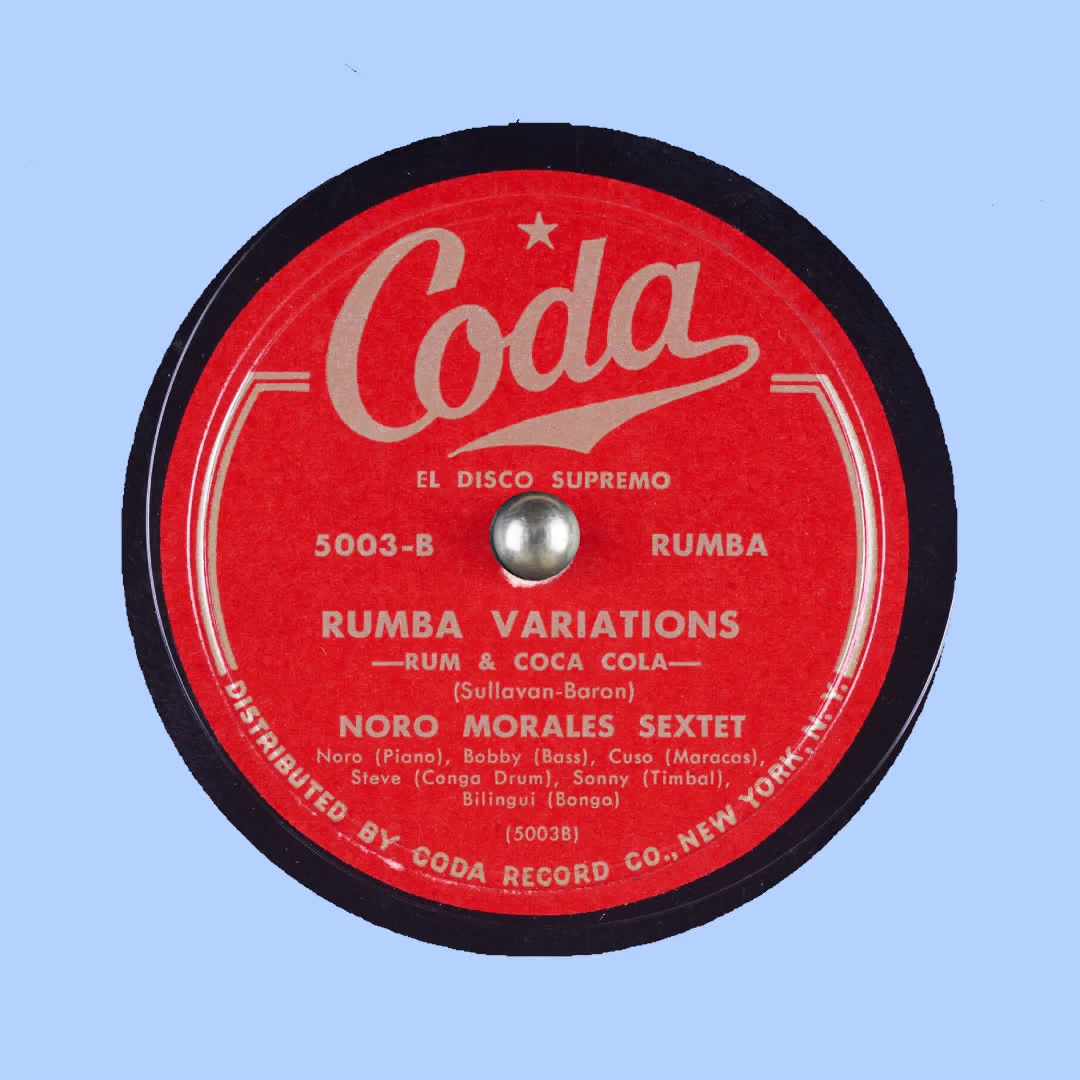 Coda
EL DISCO SUPREMO
5003-B RUMBA
RUMBA VARIATIONS
—RUM & COCA COLA—
(Sullavan-Baron)
NORO MORALES SEXTET
Noro (Piano), Bobby (Bass), Cuso (Maracas),
Steve (Conga Drum), Sonny (Timbal),
Bilingui (Bongo)
(5003B)
DISTRIBUTED BY CODA RECORD CO., NEW YORK, N. Y.